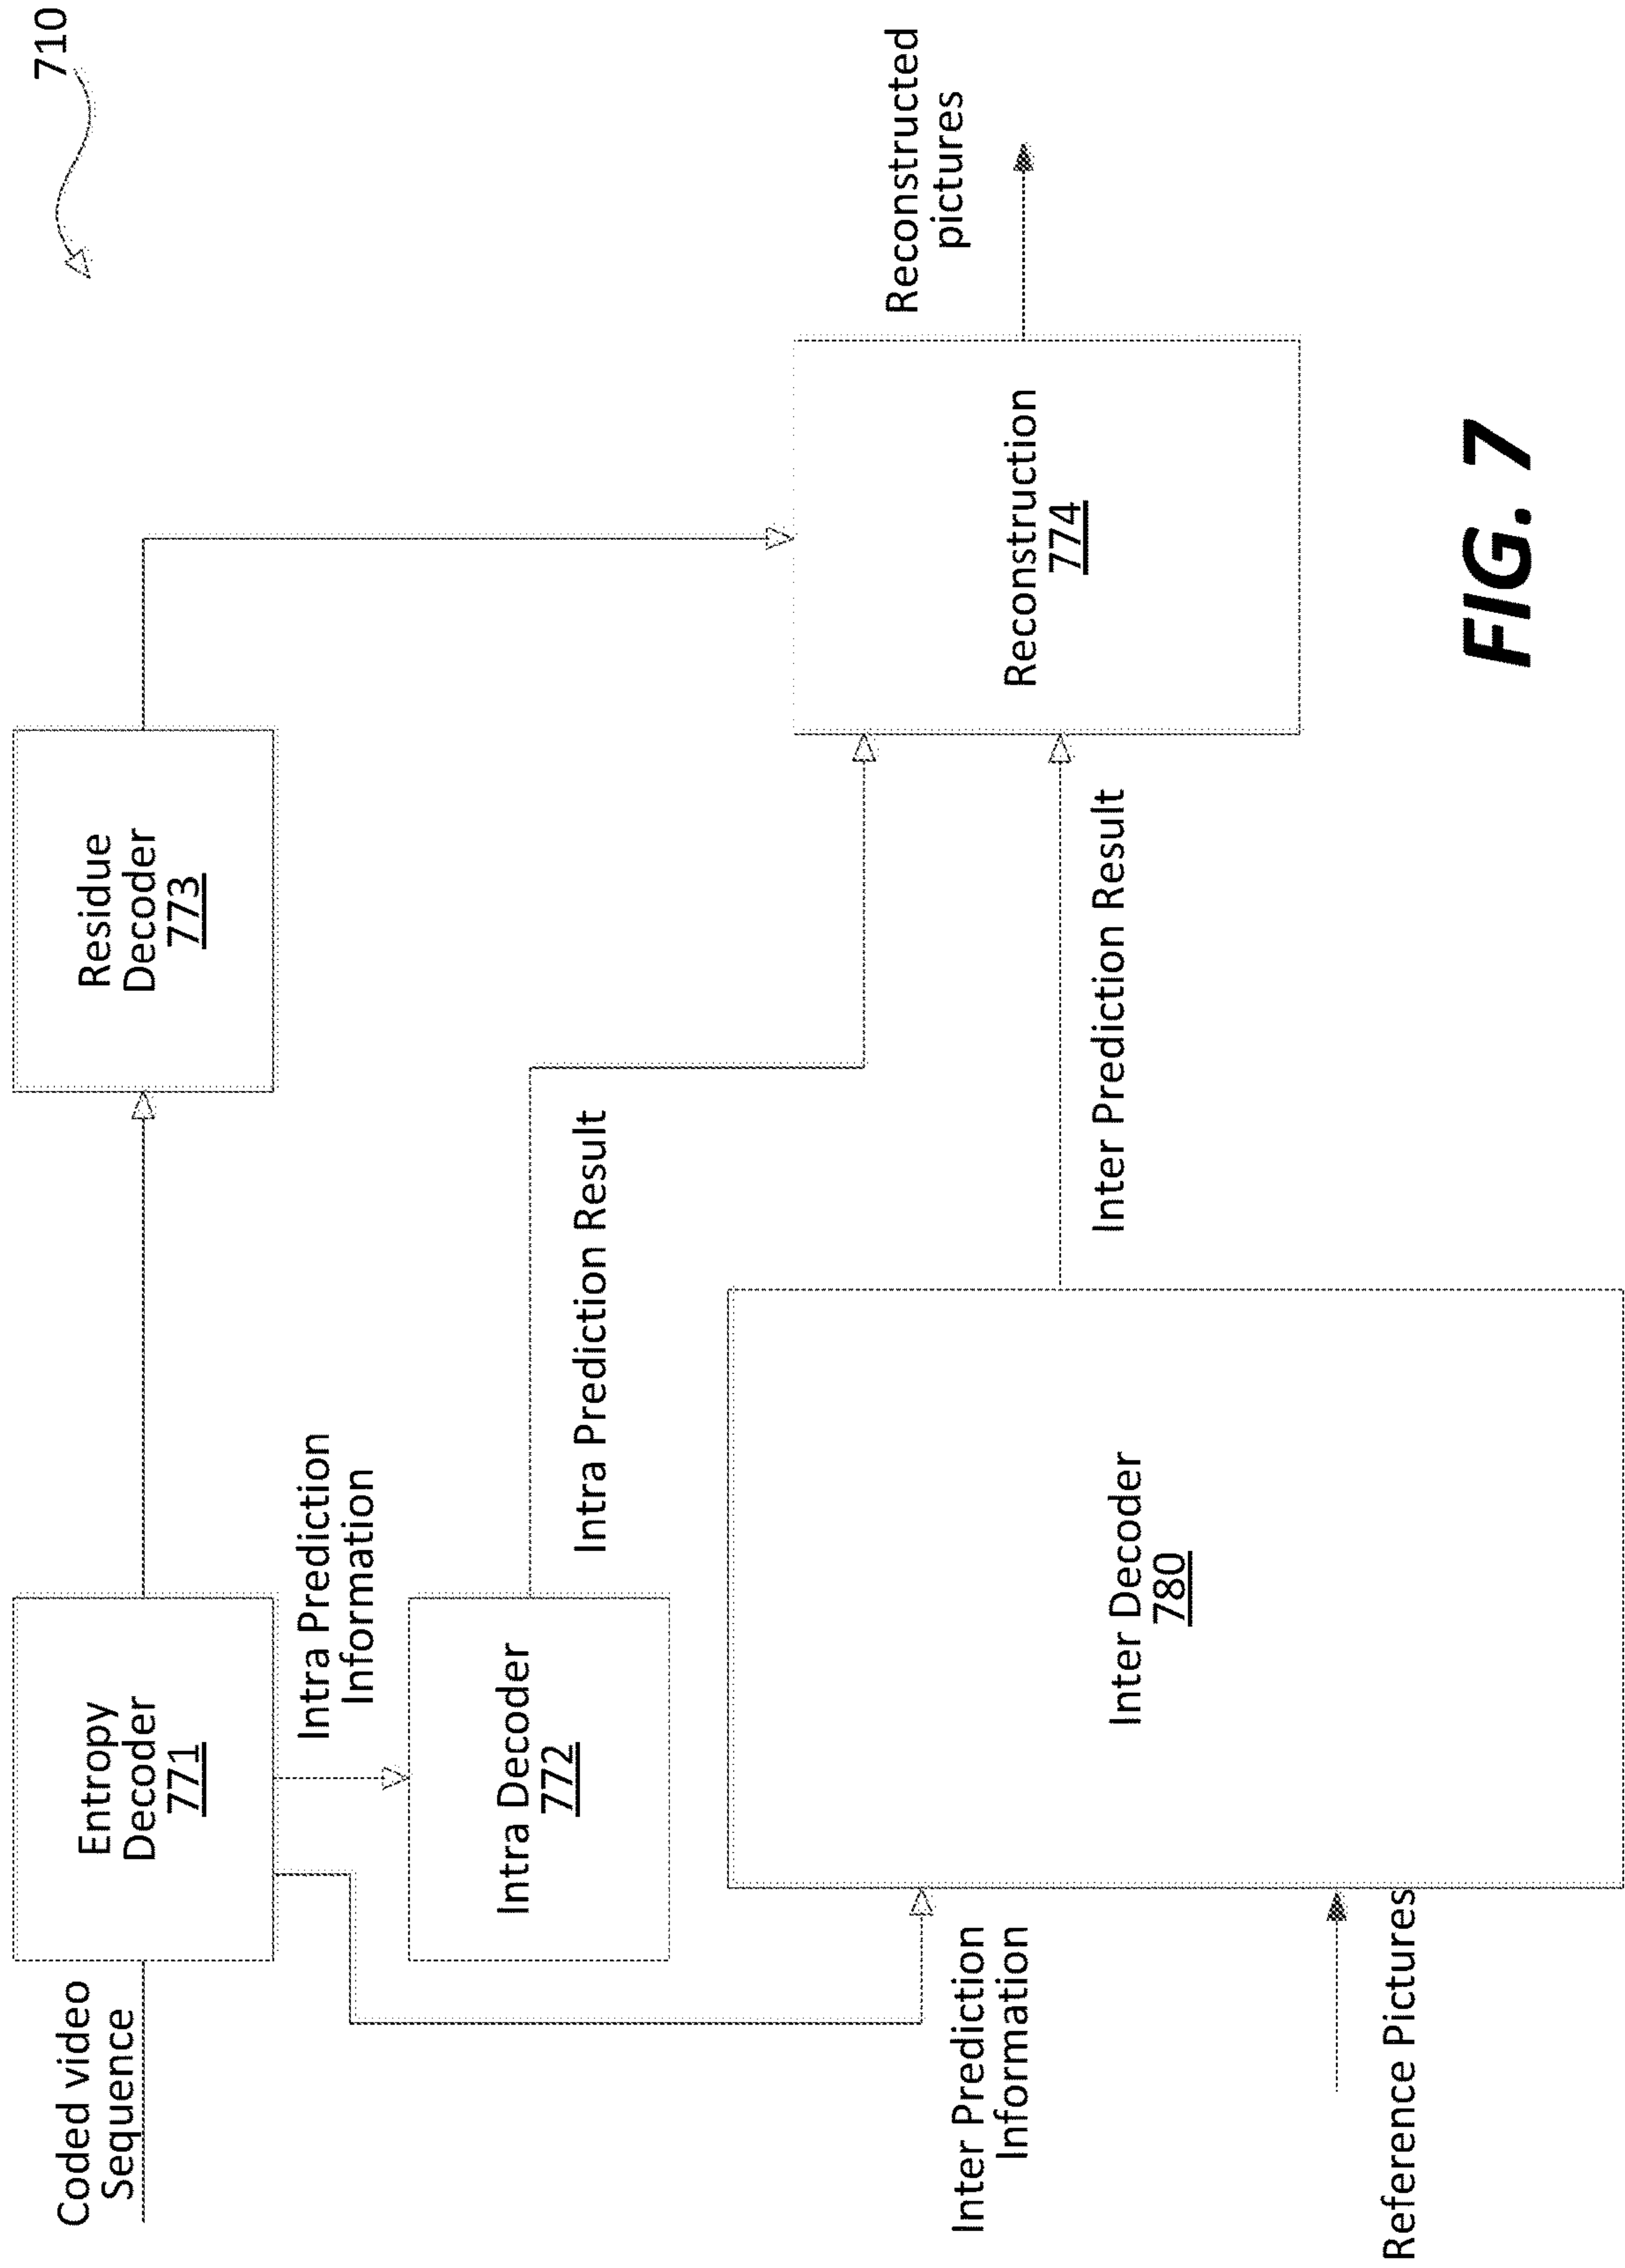 710
Coded video
Sequence
Entropy
Decoder
771
Residue
Decoder
773
Intra Prediction
Information
Intra Decoder
772
Intra Prediction Result
Reconstructed
pictures
Reconstruction
774
Inter Prediction
Information
Inter Decoder
780
Inter Prediction Result
Reference Pictures
FIG. 7